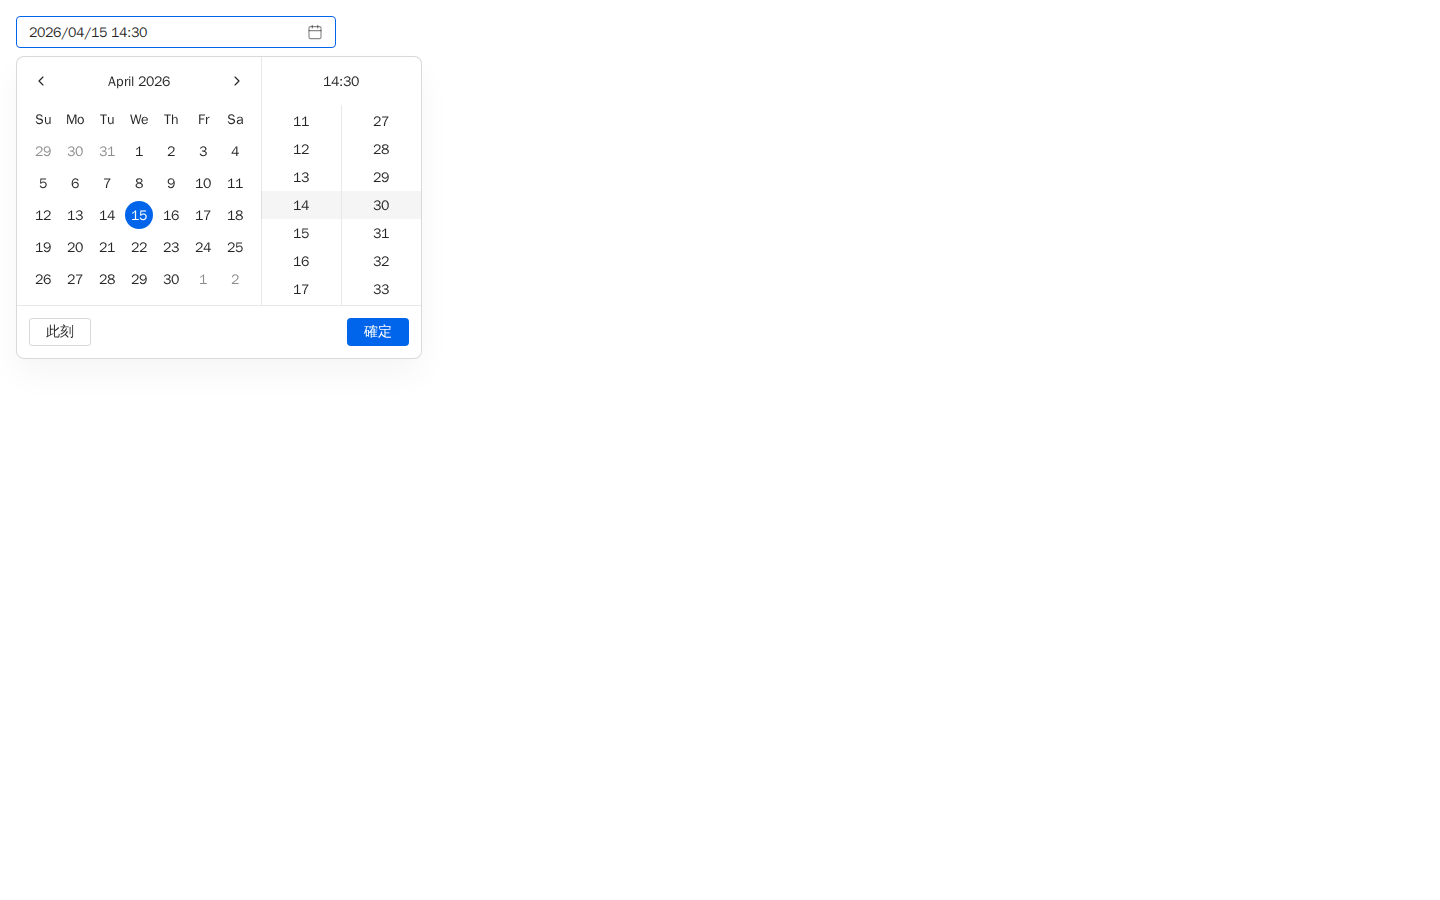 2026/04/15 14:30
April 2026
Su Mo Tu We Th Fr Sa
29 30 31 1 2 3 4
5 6 7 8 9 10 11
12 13 14 15 16 17 18
19 20 21 22 23 24 25
26 27 28 29 30 1 2
14:30
11 27
12 28
13 29
14 30
15 31
16 32
17 33
此刻
確定